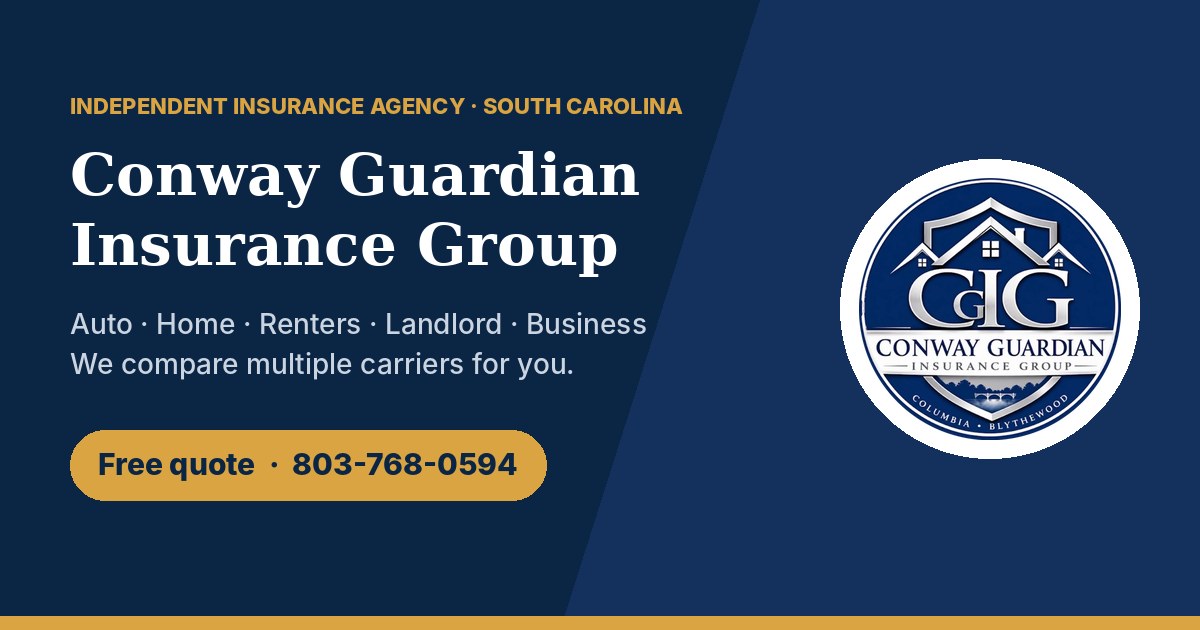 INDEPENDENT INSURANCE AGENCY · SOUTH CAROLINA
Conway Guardian
Insurance Group
Auto · Home · Renters · Landlord · Business
We compare multiple carriers for you.
Free quote · 803-768-0594
CGIG
CONWAY GUARDIAN
INSURANCE GROUP
COLUMBIA • BLYTHEWOOD